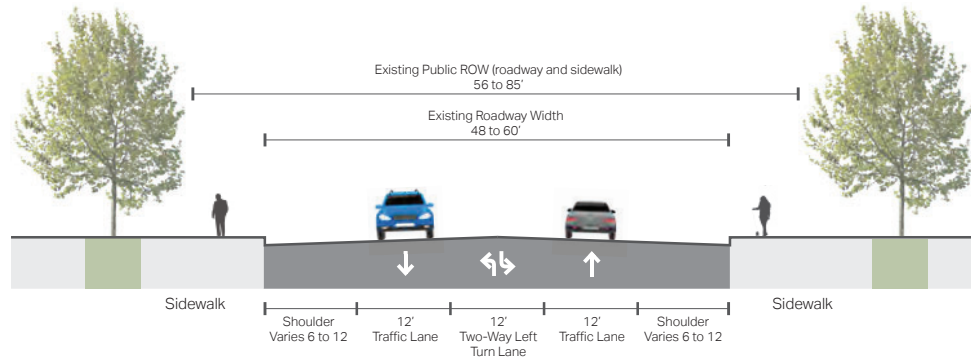 Existing Public ROW (roadway and sidewalk)
56 to 85'
Existing Roadway Width
48 to 60'
Sidewalk
Sidewalk
Shoulder
Varies 6 to 12
12'
Traffic Lane
12'
Two-Way Left
Turn Lane
12'
Traffic Lane
Shoulder
Varies 6 to 12